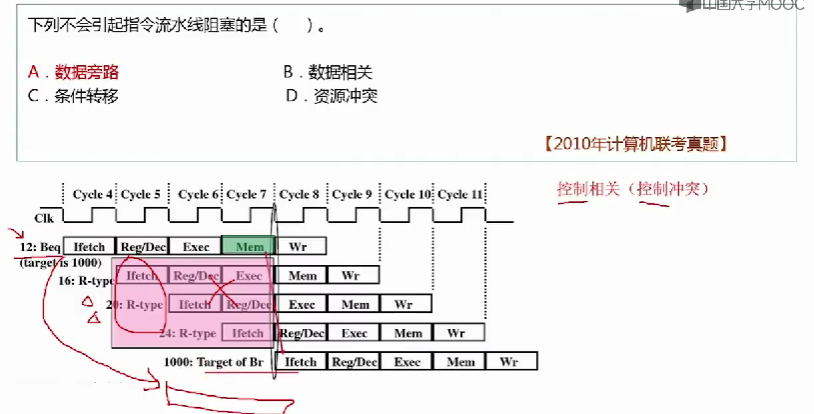 中国大学MOOC
下列不会引起指令流水线阻塞的是（ ）。
A．数据旁路 B．数据相关
C．条件转移 D．资源冲突
【2010年计算机联考真题】
控制相关（控制冲突）
Cycle 4 Cycle 5 Cycle 6 Cycle 7 Cycle 8 Cycle 9 Cycle 10 Cycle 11
Clk
12: Beq Ifetch Reg/Dec Exec Mem Wr
(target is 1000)
16: R-type Ifetch Reg/Dec Exec Mem Wr
20: R-type Ifetch Reg/Dec Exec Mem Wr
24: R-type Ifetch Reg/Dec Exec Mem Wr
1000: Target of Br Ifetch Reg/Dec Exec Mem Wr